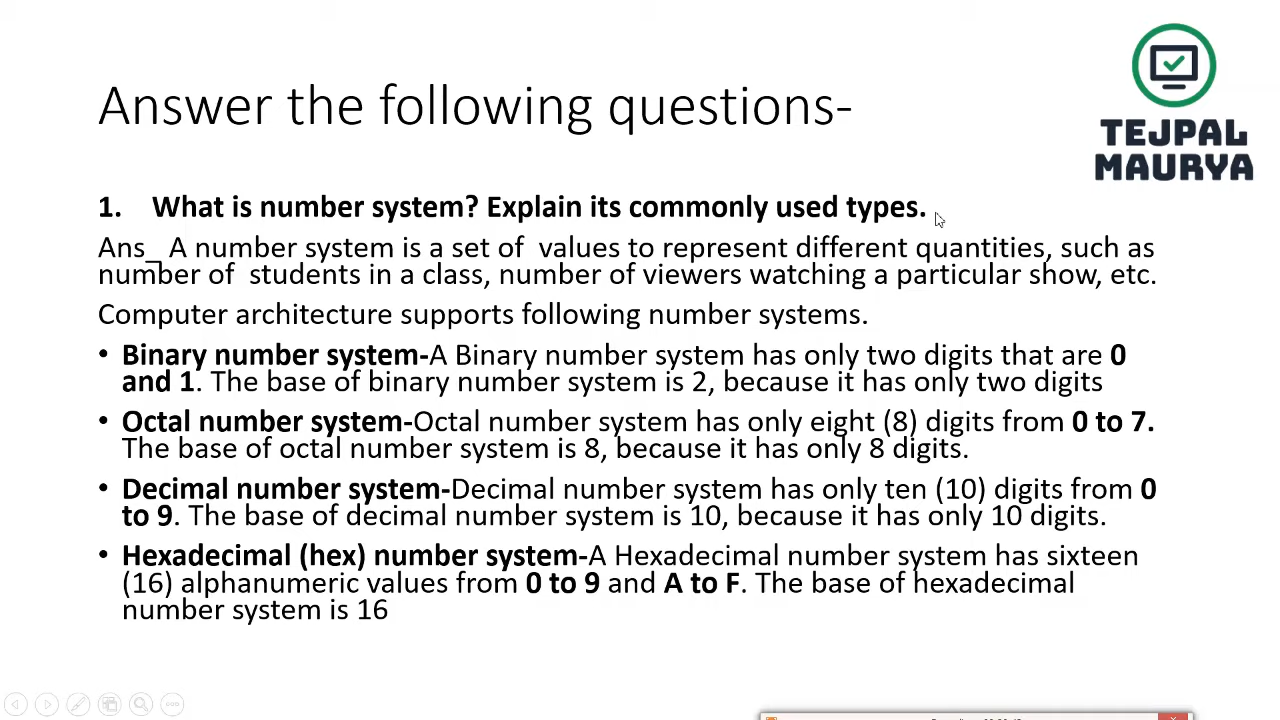 Answer the following questions-
TEJPAL
MAURYA
1. What is number system? Explain its commonly used types.
Ans_ A number system is a set of values to represent different quantities, such as
number of students in a class, number of viewers watching a particular show, etc.
Computer architecture supports following number systems.
• Binary number system-A Binary number system has only two digits that are 0
and 1. The base of binary number system is 2, because it has only two digits
• Octal number system-Octal number system has only eight (8) digits from 0 to 7.
The base of octal number system is 8, because it has only 8 digits.
• Decimal number system-Decimal number system has only ten (10) digits from 0
to 9. The base of decimal number system is 10, because it has only 10 digits.
• Hexadecimal (hex) number system-A Hexadecimal number system has sixteen
(16) alphanumeric values from 0 to 9 and A to F. The base of hexadecimal
number system is 16